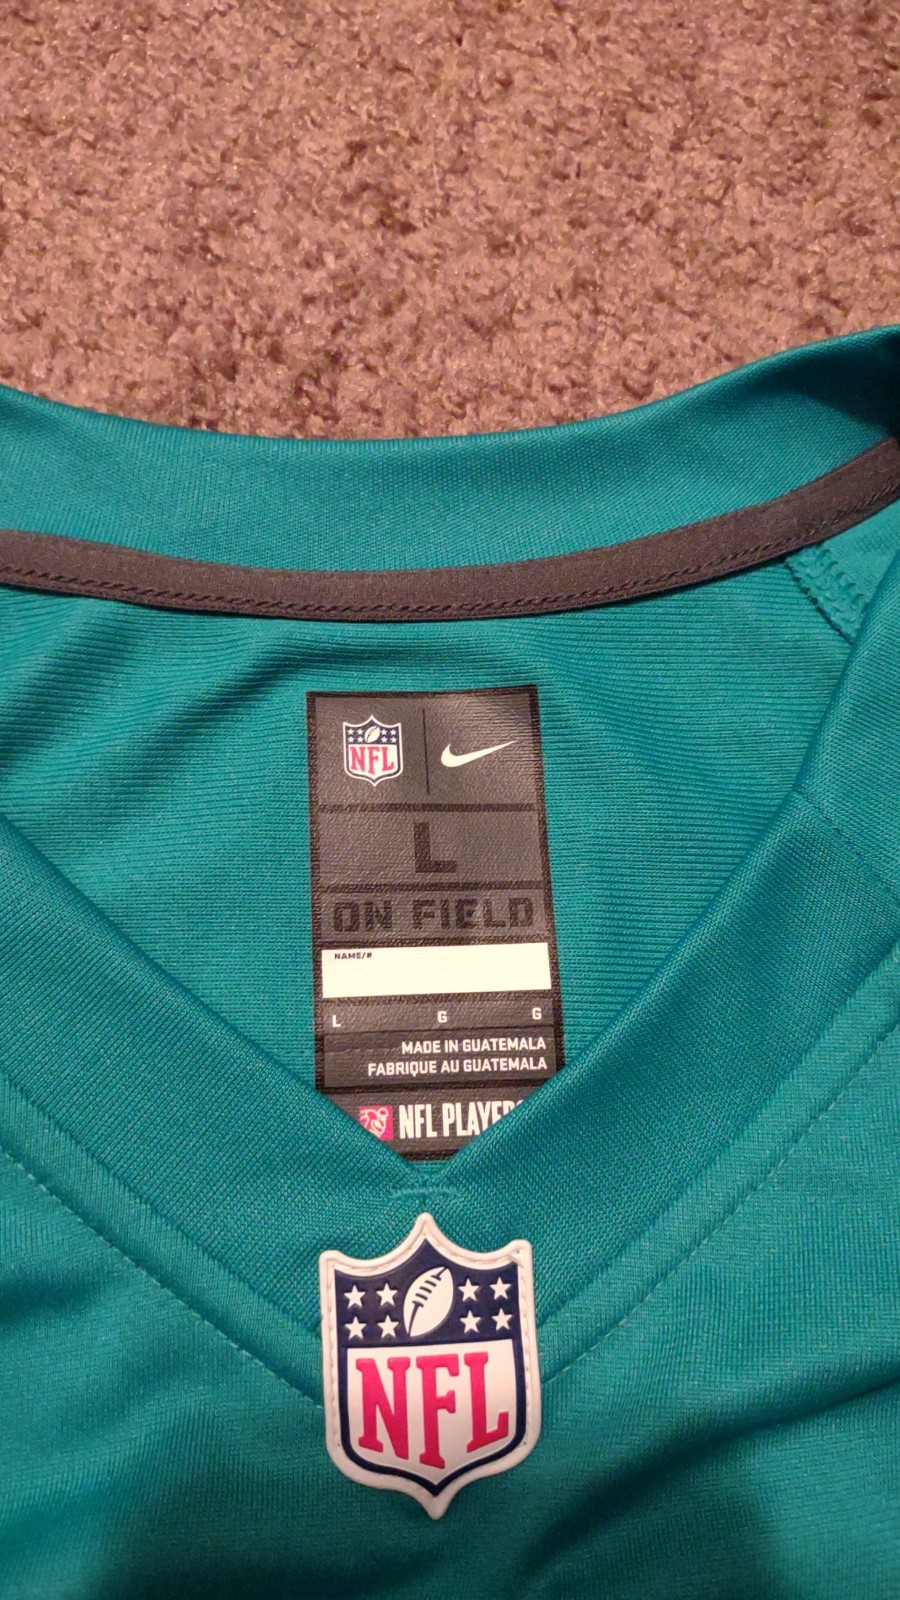 NFL
L
ON FIELD
NAME/#
L G G
MADE IN GUATEMALA
FABRIQUE AU GUATEMALA
NFL PLAYER
NFL